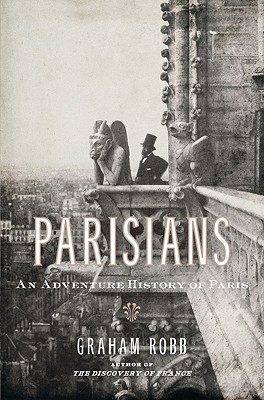 PARISIANS
AN ADVENTURE HISTORY OF PARIS
GRAHAM ROBB
AUTHOR OF
THE DISCOVERY OF FRANCE